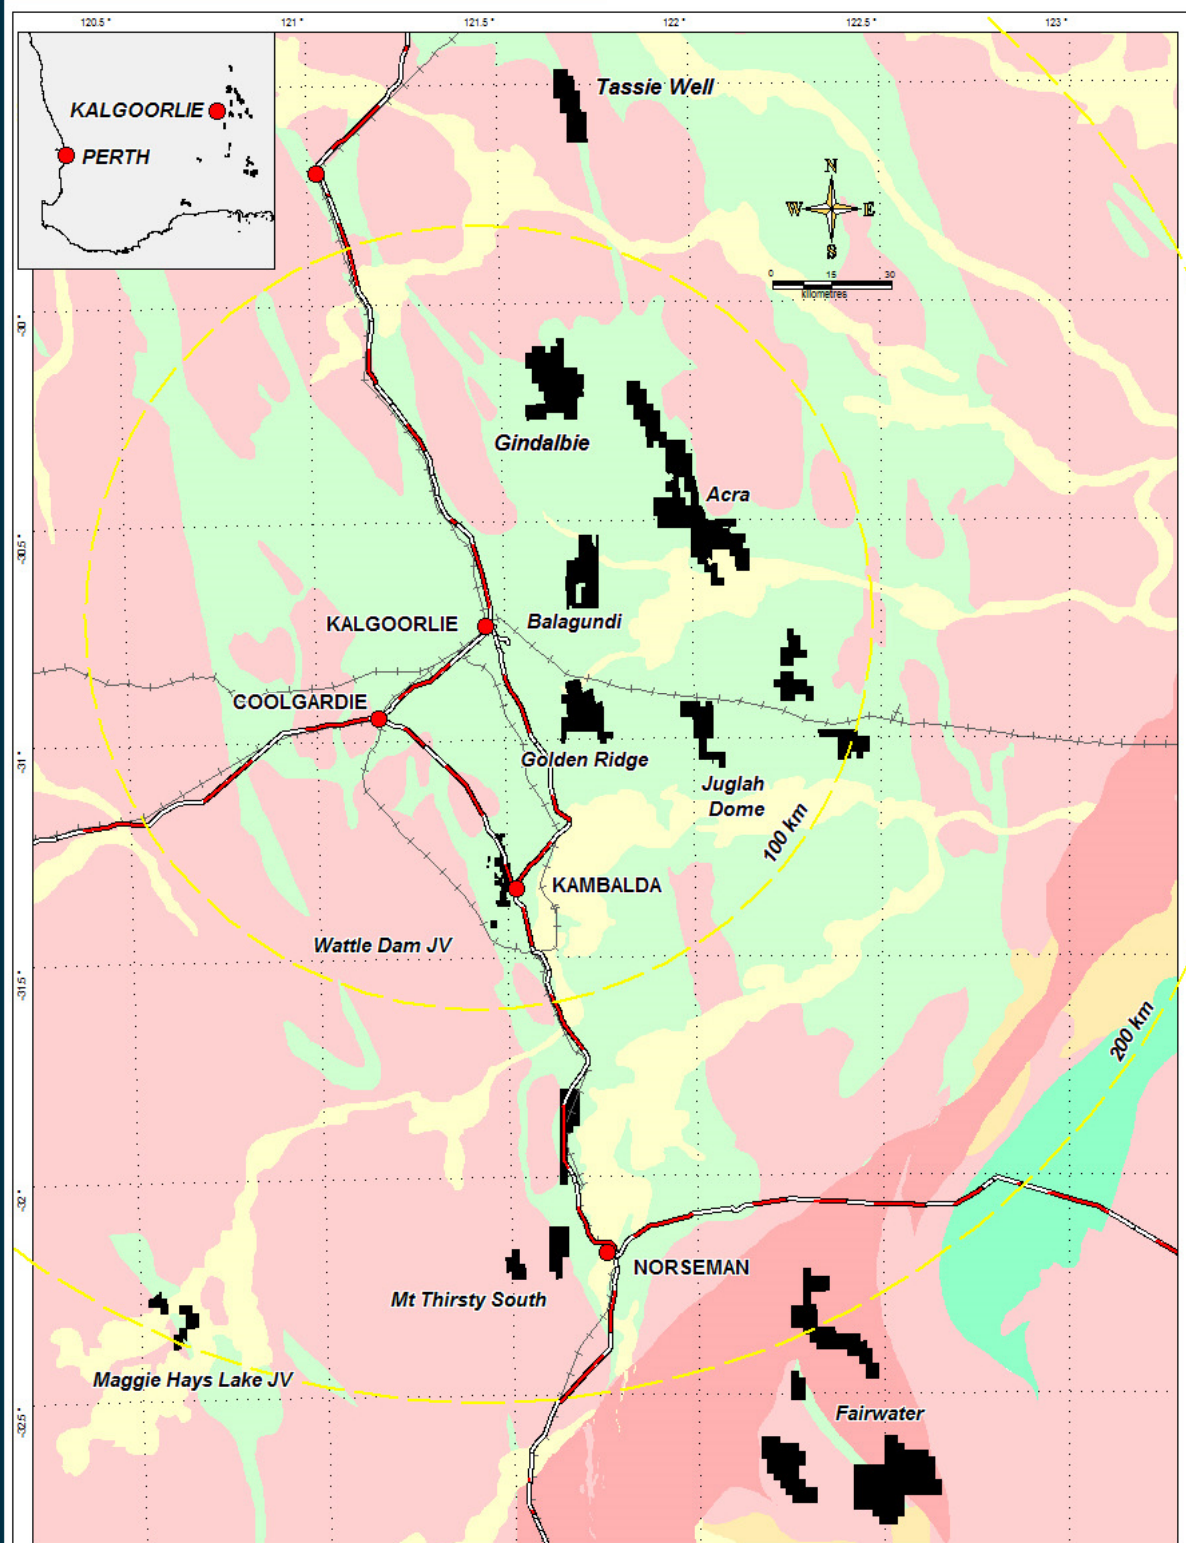 120.5 °
121 °
121.5 °
122 °
122.5 °
123 °
KALGOORLIE
PERTH
Tassie Well
N
W
E
S
0
15
30
kilometres
-30°
Gindalbie
Acra
-30.5°
KALGOORLIE
Balagundi
COOLGARDIE
-31°
Golden Ridge
Juglah
Dome
100 km
KAMBALDA
Wattle Dam JV
-31.5°
200 km
-32°
NORSEMAN
Mt Thirsty South
Maggie Hays Lake JV
-32.5°
Fairwater